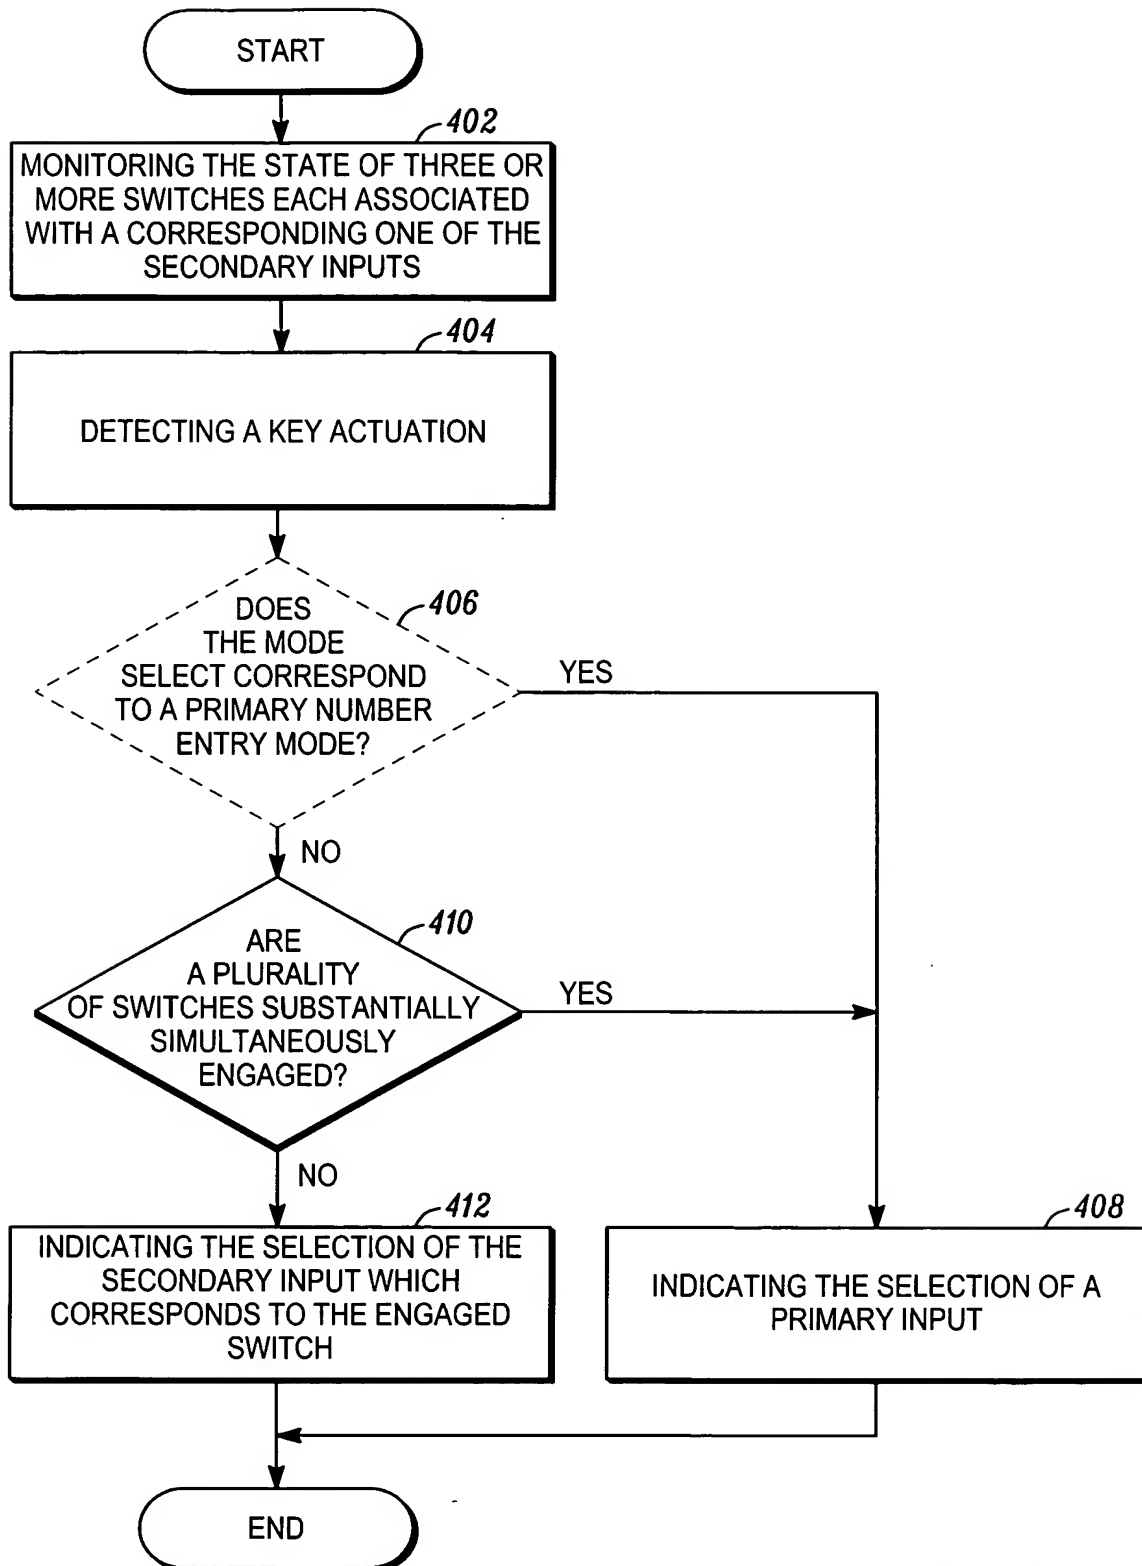 START
402
MONITORING THE STATE OF THREE OR
MORE SWITCHES EACH ASSOCIATED
WITH A CORRESPONDING ONE OF THE
SECONDARY INPUTS
404
DETECTING A KEY ACTUATION
406
DOES
THE MODE
SELECT CORRESPOND
TO A PRIMARY NUMBER
ENTRY MODE?
YES
NO
410
ARE
A PLURALITY
OF SWITCHES SUBSTANTIALLY
SIMULTANEOUSLY
ENGAGED?
YES
NO
412
INDICATING THE SELECTION OF THE
SECONDARY INPUT WHICH
CORRESPONDS TO THE ENGAGED
SWITCH
408
INDICATING THE SELECTION OF A
PRIMARY INPUT
END